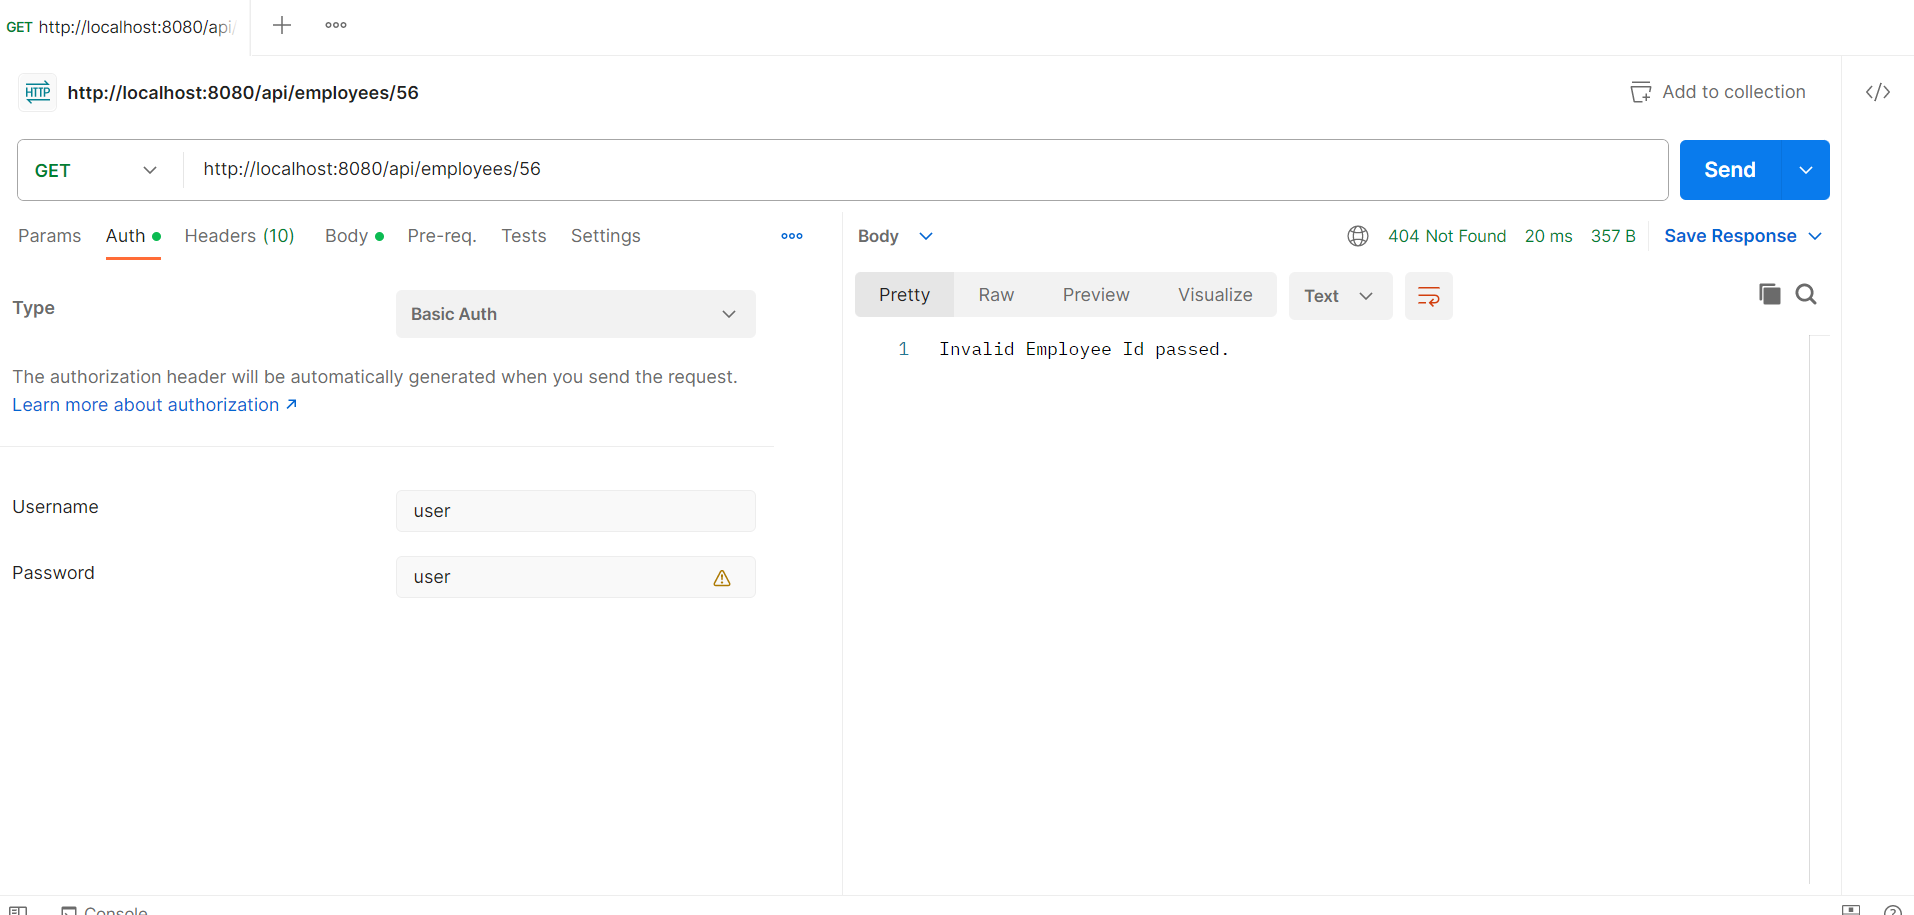 GET http://localhost:8080/api/
HTTP http://localhost:8080/api/employees/56
Add to collection
GET http://localhost:8080/api/employees/56
Send
Params Auth Headers (10) Body Pre-req. Tests Settings
Body 404 Not Found 20 ms 357 B Save Response
Pretty Raw Preview Visualize Text
Type Basic Auth
1 Invalid Employee Id passed.
The authorization header will be automatically generated when you send the request.
Learn more about authorization
Username user
Password user
Console